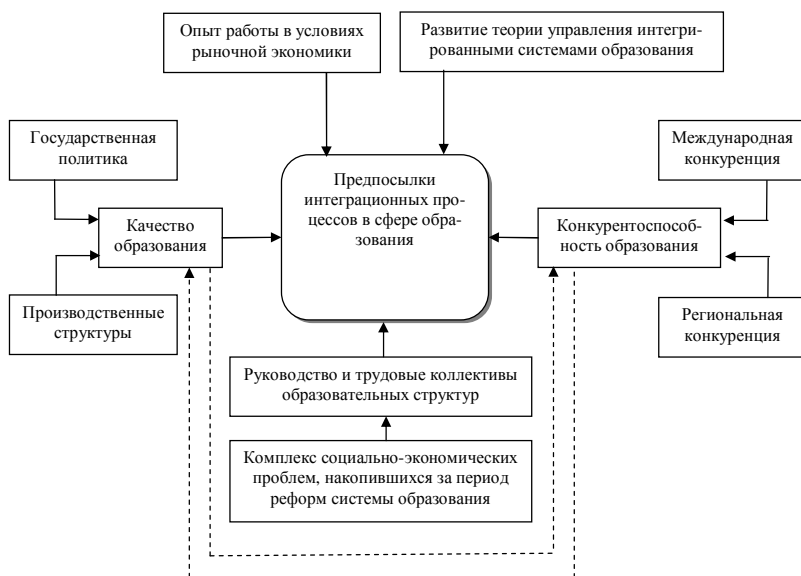 Опыт работы в условиях
рыночной экономики
Развитие теории управления интегри-
рованными системами образования
Государственная
политика
Международная
конкуренция
Предпосылки
интеграционных про-
цессов в сфере обра-
зования
Качество
образования
Конкурентоспособ-
ность образования
Производственные
структуры
Региональная
конкуренция
Руководство и трудовые коллективы
образовательных структур
Комплекс социально-экономических
проблем, накопившихся за период
реформ системы образования